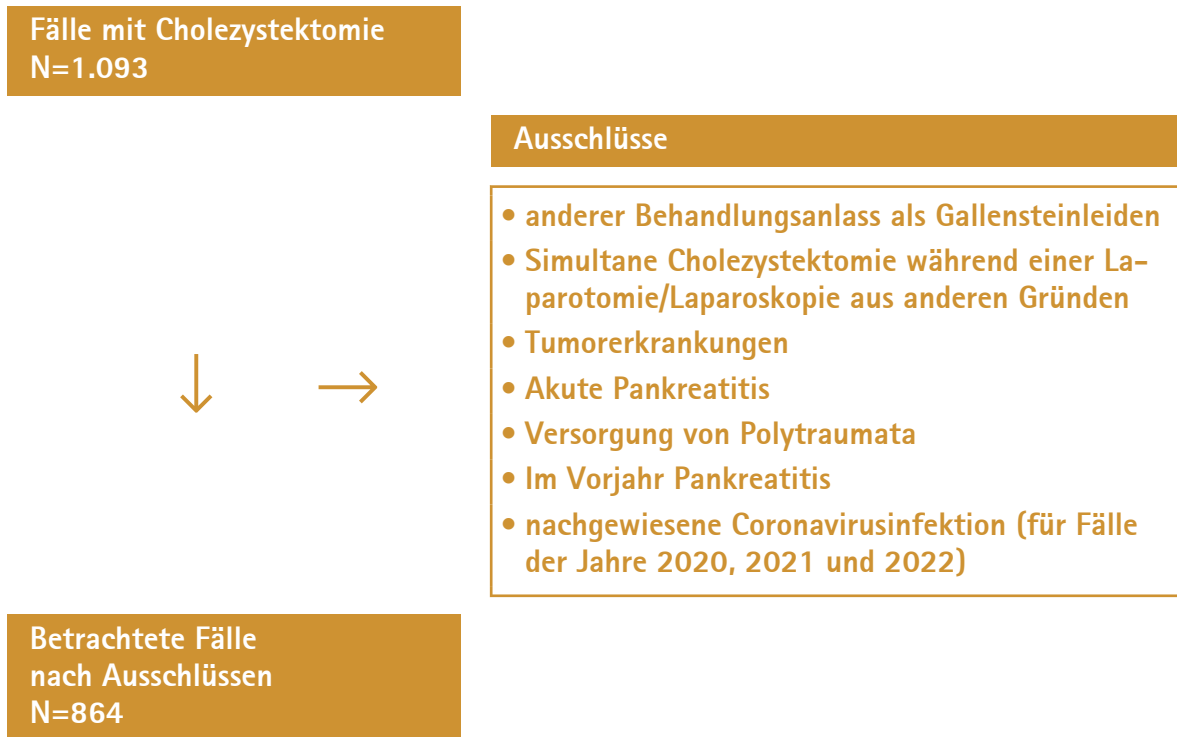 Fälle mit Cholezystektomie
N=1.093
Ausschlüsse
• anderer Behandlungsanlass als Gallensteinleiden
• Simultane Cholezystektomie während einer La-
parotomie/Laparoskopie aus anderen Gründen
• Tumorerkrankungen
• Akute Pankreatitis
• Versorgung von Polytraumata
• Im Vorjahr Pankreatitis
• nachgewiesene Coronavirusinfektion (für Fälle
der Jahre 2020, 2021 und 2022)
Betrachtete Fälle
nach Ausschlüssen
N=864